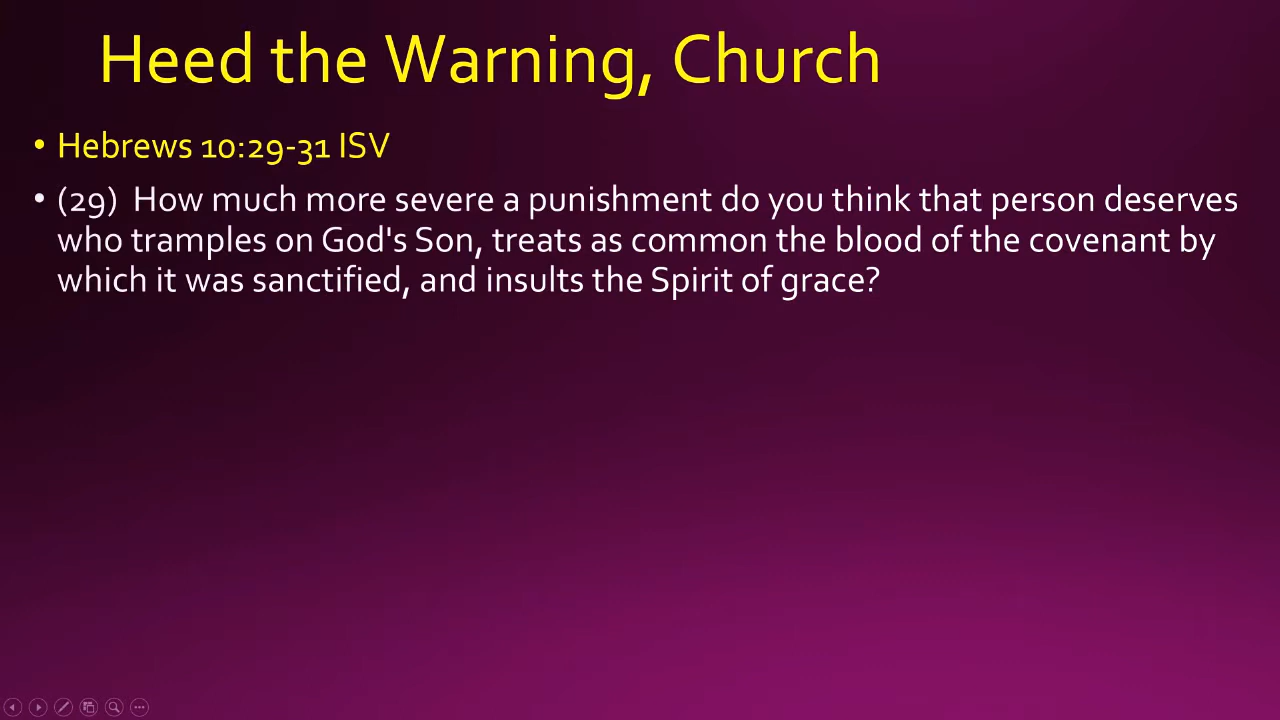 Heed the Warning, Church
• Hebrews 10:29-31 ISV
• (29)  How much more severe a punishment do you think that person deserves
who tramples on God's Son, treats as common the blood of the covenant by
which it was sanctified, and insults the Spirit of grace?